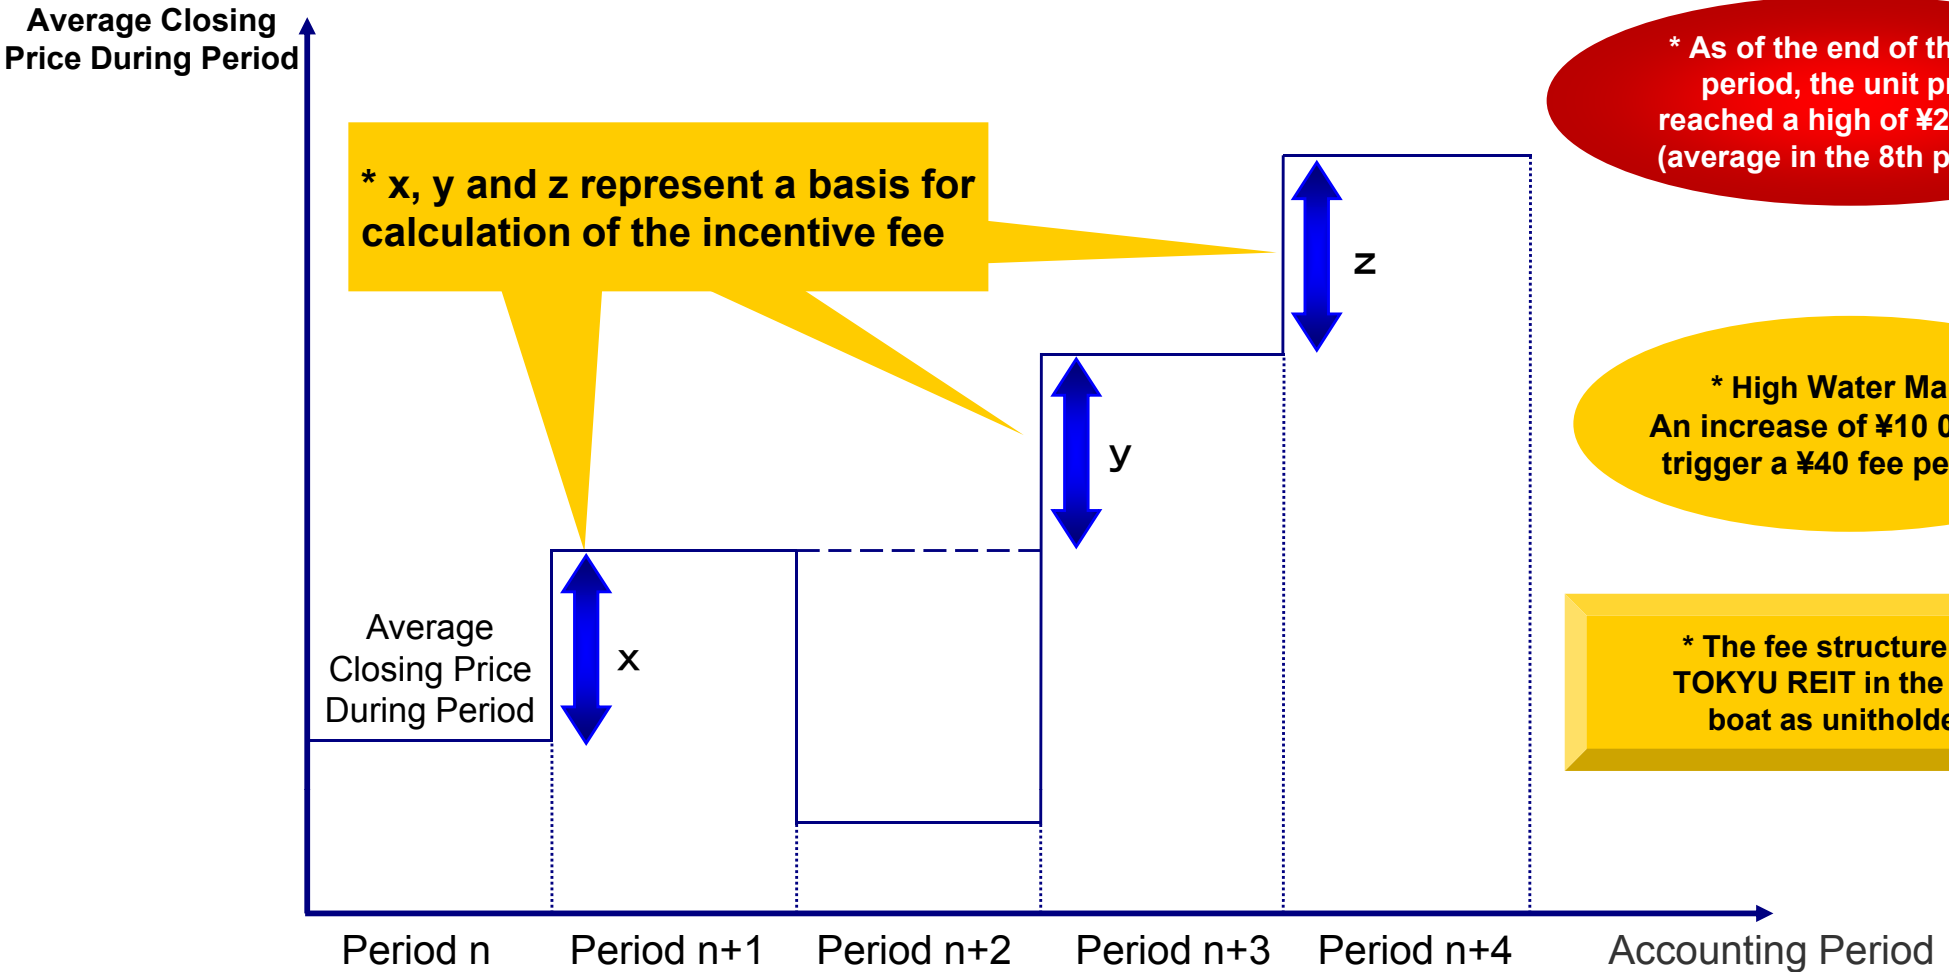 Average Closing
Price During Period
* x, y and z represent a basis for
calculation of the incentive fee
* As of the end of th
period, the unit p
reached a high of ¥2
(average in the 8th p
z
* High Water Ma
An increase of ¥10 0
trigger a ¥40 fee pe
y
Average
Closing Price
During Period
x
* The fee structure
TOKYU REIT in the
boat as unitholde
Period n
Period n+1
Period n+2
Period n+3
Period n+4
Accounting Period